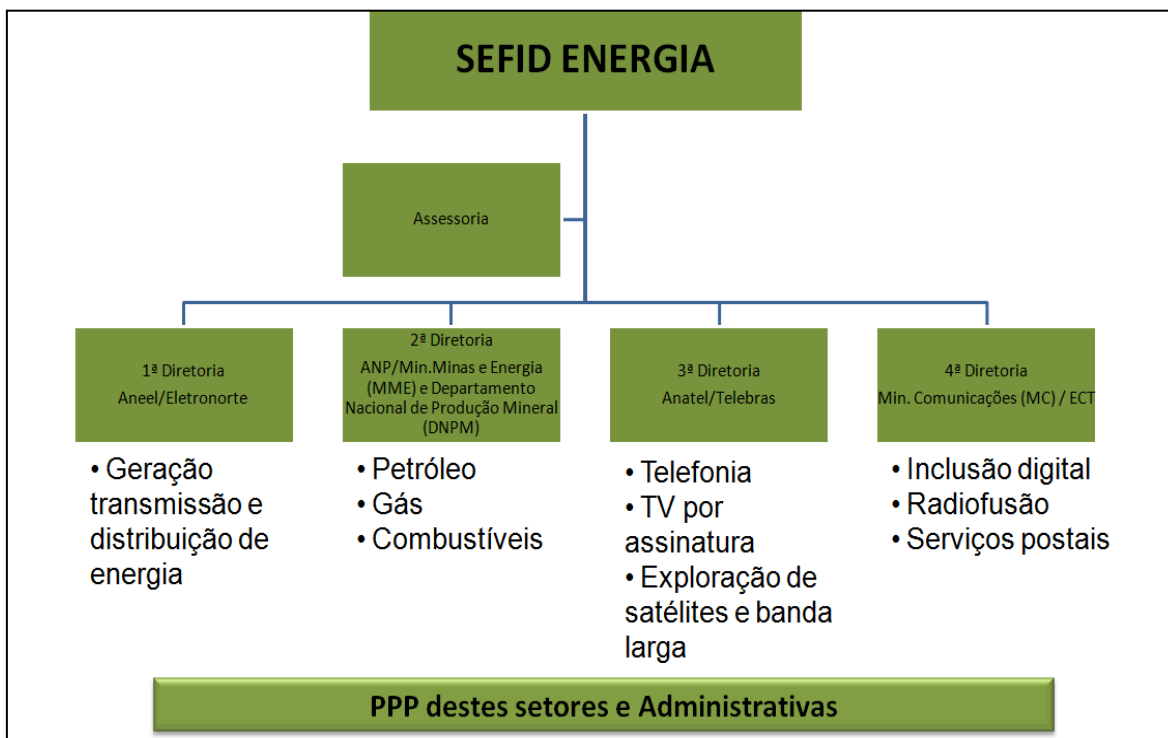 SEFID ENERGIA
Assessoria
1ª Diretoria
Aneel/Eletronorte
2ª Diretoria
ANP/Min.Minas e Energia
(MME) e Departamento
Nacional de Produção Mineral
(DNPM)
3ª Diretoria
Anatel/Telebras
4ª Diretoria
Min. Comunicações (MC) / ECT
• Geração
transmissão e
distribuição de
energia
• Petróleo
• Gás
• Combustíveis
• Telefonia
• TV por
assinatura
• Exploração de
satélites e banda
larga
• Inclusão digital
• Radiofusão
• Serviços postais
PPP destes setores e Administrativas